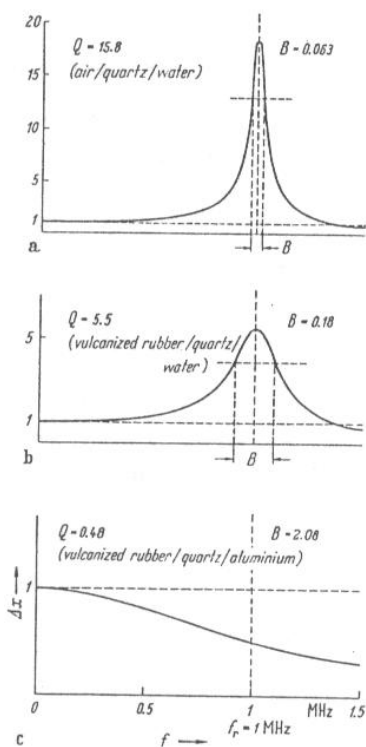 20
Q = 15.8
B = 0.063
(air/quartz/water)
15
10
5
1
a
B
Q = 5.5
B = 0.18
5
(vulcanized rubber/quartz/
water)
1
b
B
Q = 0.48
B = 2.08
(vulcanized rubber/quartz/aluminium)
1
Δx
0
0.5
1
MHz
1.5
c
f
fr = 1 MHz